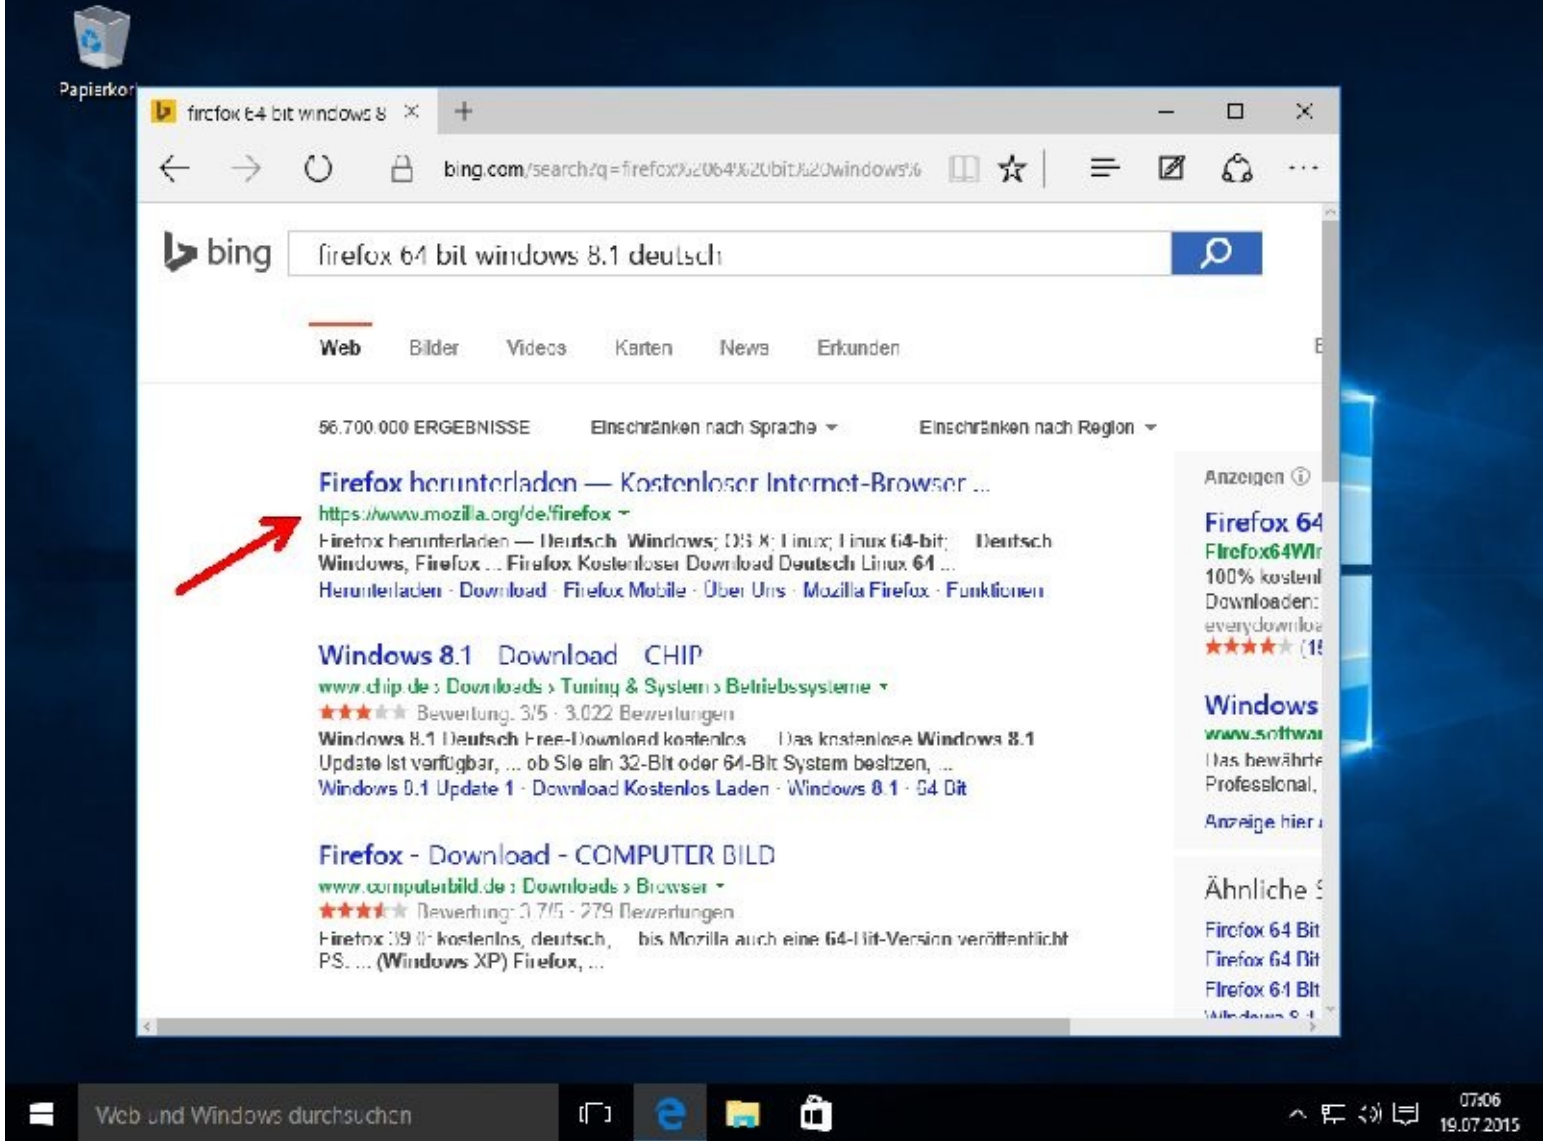 Papierkor
firefox 64 bit windows 8
bing.com/search?q=firefox%2064%20bit%20windows%
bing
firefox 64 bit windows 8.1 deutsch
Web Bilder Videos Karten News Erkunden
56.700.000 ERGEBNISSE Einschränken nach Sprache Einschränken nach Region
Firefox herunterladen — Kostenloser Internet-Browser ...
https://www.mozilla.org/de/firefox
Firefox herunterladen — Deutsch Windows; OS X; Linux; Linux 64-bit; Deutsch
Windows, Firefox ... Firefox Kostenloser Download Deutsch Linux 64 ...
Herunterladen · Download · Firefox Mobile · Über Uns · Mozilla Firefox · Funktionen
Windows 8.1 Download CHIP
www.chip.de › Downloads › Tuning & System › Betriebssysteme
Bewertung: 3/5 · 3.022 Bewertungen
Windows 8.1 Deutsch Free-Download kostenlos Das kostenlose Windows 8.1
Update ist verfügbar, ... ob Sie ein 32-Bit oder 64-Bit System besitzen, ...
Windows 8.1 Update 1 · Download Kostenlos Laden · Windows 8.1 · 64 Bit
Firefox - Download - COMPUTER BILD
www.computerbild.de › Downloads › Browser
Bewertung: 3.7/5 · 279 Bewertungen
Firefox 39.0: kostenlos, deutsch, bis Mozilla auch eine 64-Bit-Version veröffentlicht
PS. ... (Windows XP) Firefox, ...
Anzeigen
Firefox 64
Firefox64Win
100% kostenl
Downloaden:
everydownloa
(15
Windows
www.softwar
Das bewährte
Professional,
Anzeige hier
Ähnliche S
Firefox 64 Bit
Firefox 64 Bit
Firefox 64 Bit
Windows 8.1
Web und Windows durchsuchen
07:06
19.07.2015